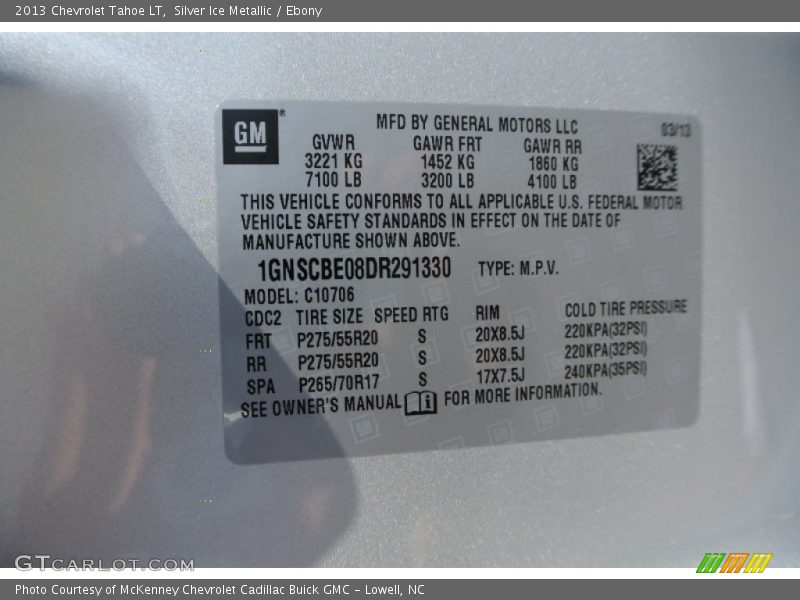 2013 Chevrolet Tahoe LT, Silver Ice Metallic / Ebony
GM®
MFD BY GENERAL MOTORS LLC 03/13
GVWR GAWR FRT GAWR RR
3221 KG 1452 KG 1860 KG
7100 LB 3200 LB 4100 LB
THIS VEHICLE CONFORMS TO ALL APPLICABLE U.S. FEDERAL MOTOR
VEHICLE SAFETY STANDARDS IN EFFECT ON THE DATE OF
MANUFACTURE SHOWN ABOVE.
1GNSCBE08DR291330 TYPE: M.P.V.
MODEL: C10706
CDC2 TIRE SIZE SPEED RTG RIM COLD TIRE PRESSURE
FRT P275/55R20 S 20X8.5J 220KPA(32PSI)
RR P275/55R20 S 20X8.5J 220KPA(32PSI)
SPA P265/70R17 S 17X7.5J 240KPA(35PSI)
SEE OWNER'S MANUAL FOR MORE INFORMATION.
GTCARLOT.COM
Photo Courtesy of McKenney Chevrolet Cadillac Buick GMC - Lowell, NC